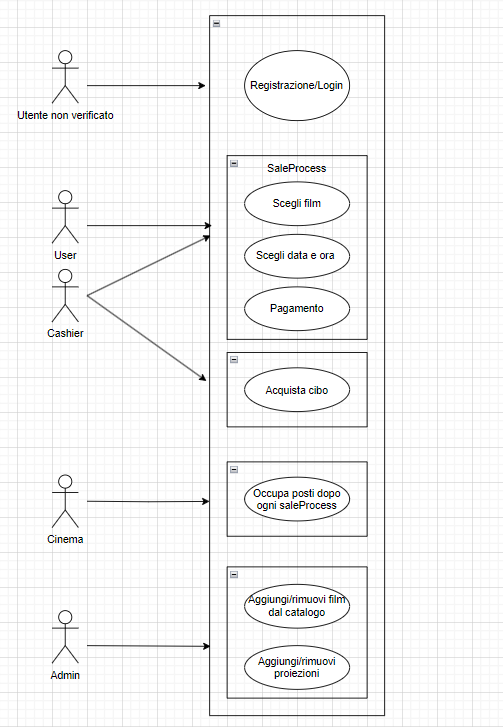 Registrazione/Login
Utente non verificato
SaleProcess
Scegli film
User
Scegli data e ora
Cashier
Pagamento
Acquista cibo
Cinema
Occupa posti dopo
ogni saleProcess
Admin
Aggiungi/rimuovi film
dal catalogo
Aggiungi/rimuovi
proiezioni